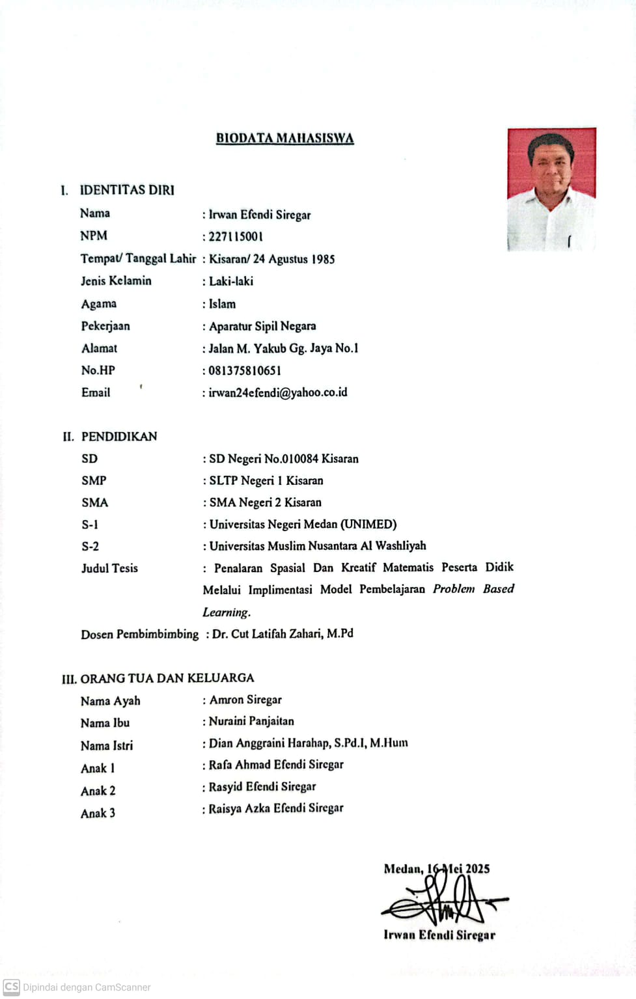 BIODATA MAHASISWA
I. IDENTITAS DIRI
Nama : Irwan Efendi Siregar
NPM : 227115001
Tempat/ Tanggal Lahir : Kisaran/ 24 Agustus 1985
Jenis Kelamin : Laki-laki
Agama : Islam
Pekerjaan : Aparatur Sipil Negara
Alamat : Jalan M. Yakub Gg. Jaya No.1
No.HP : 081375810651
Email : irwan24efendi@yahoo.co.id
II. PENDIDIKAN
SD : SD Negeri No.010084 Kisaran
SMP : SLTP Negeri 1 Kisaran
SMA : SMA Negeri 2 Kisaran
S-1 : Universitas Negeri Medan (UNIMED)
S-2 : Universitas Muslim Nusantara Al Washliyah
Judul Tesis : Penalaran Spasial Dan Kreatif Matematis Peserta Didik
Melalui Implimentasi Model Pembelajaran Problem Based
Learning.
Dosen Pembimbimbing : Dr. Cut Latifah Zahari, M.Pd
III. ORANG TUA DAN KELUARGA
Nama Ayah : Amron Siregar
Nama Ibu : Nuraini Panjaitan
Nama Istri : Dian Anggraini Harahap, S.Pd.I, M.Hum
Anak 1 : Rafa Ahmad Efendi Siregar
Anak 2 : Rasyid Efendi Siregar
Anak 3 : Raisya Azka Efendi Siregar
Medan, 16 Mei 2025
Irwan Efendi Siregar
CS Dipindai dengan CamScanner